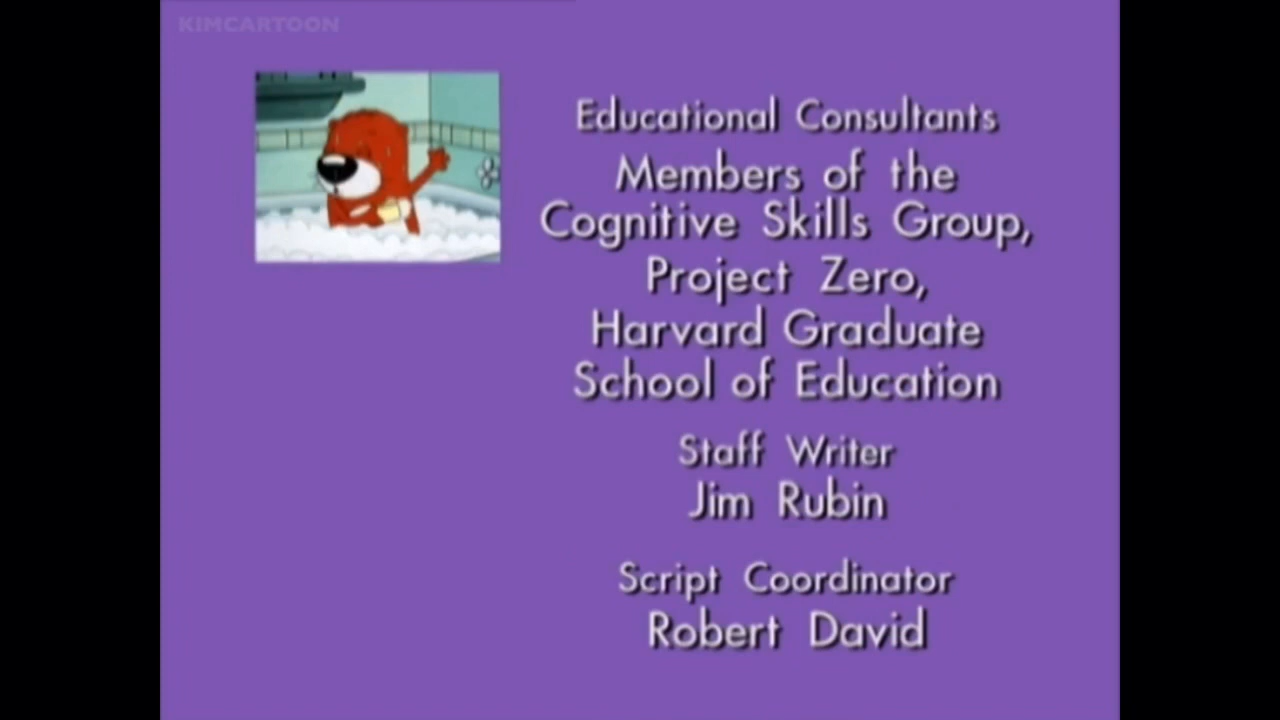 KIMCARTOON
Educational Consultants
Members of the
Cognitive Skills Group,
Project Zero,
Harvard Graduate
School of Education
Staff Writer
Jim Rubin
Script Coordinator
Robert David